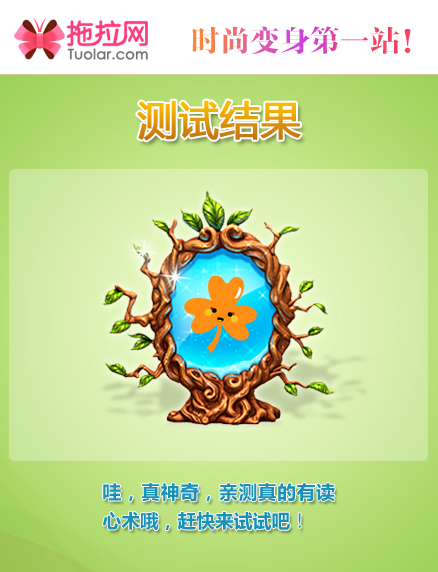 拖拉网
Tuolar.com
时尚变身第一站!
测试结果
哇，真神奇，亲测真的有读
心术哦，赶快来试试吧！